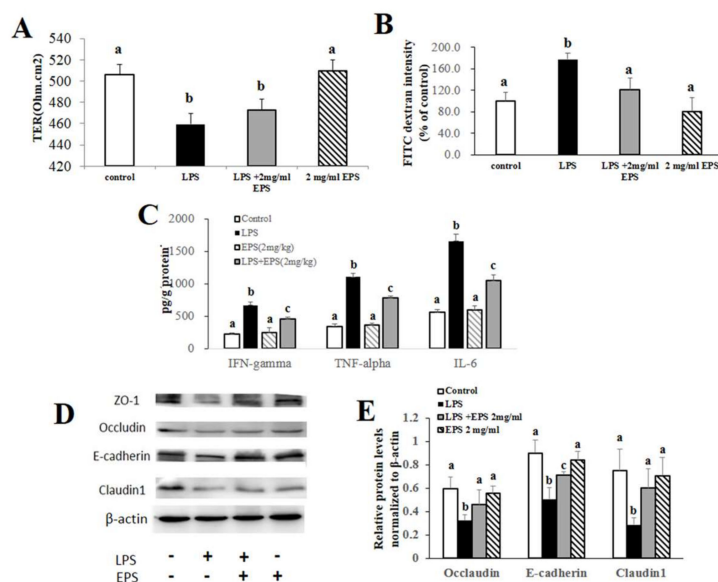 A
TER(Ohm.cm2)
540
520
500
480
460
440
420
a
b
b
a
control
LPS
LPS +2mg/ml
EPS
2 mg/ml EPS
B
FITC dextran intensity
(% of control)
200.0
160.0
120.0
80.0
40.0
0.0
a
b
a
a
control
LPS
LPS +2mg/ml
EPS
2 mg/ml EPS
C
pg/g protein
2000
1500
1000
500
0
Control
LPS
EPS(2mg/kg)
LPS+EPS(2mg/kg)
a
b
a
c
a
b
a
c
a
b
a
c
IFN-gamma
TNF-alpha
IL-6
D
ZO-1
Occludin
E-cadherin
Claudin1
β-actin
LPS - + + -
EPS - - + +
E
Relative protein levels
normalized to β-actin
1.2
1
0.8
0.6
0.4
0.2
0
Control
LPS
LPS +EPS 2mg/ml
EPS 2 mg/ml
a
b
a
a
a
b
c
a
a
b
a
a
Occlaudin
E-cadherin
Claudin1